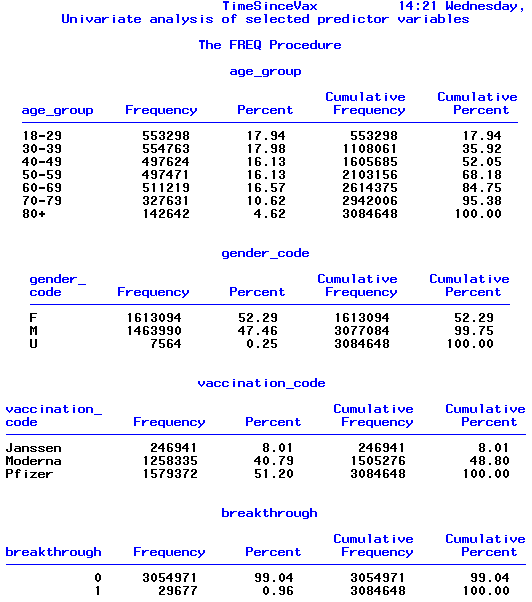 TimeSinceVax 14:21 Wednesday,
Univariate analysis of selected predictor variables
The FREQ Procedure
age_group
Cumulative Cumulative
age_group Frequency Percent Frequency Percent
18-29 553298 17.94 553298 17.94
30-39 554763 17.98 1108061 35.92
40-49 497624 16.13 1605685 52.05
50-59 497471 16.13 2103156 68.18
60-69 511219 16.57 2614375 84.75
70-79 327631 10.62 2942006 95.38
80+ 142642 4.62 3084648 100.00
gender_code
gender_ Cumulative Cumulative
code Frequency Percent Frequency Percent
F 1613094 52.29 1613094 52.29
M 1463990 47.46 3077084 99.75
U 7564 0.25 3084648 100.00
vaccination_code
vaccination_ Cumulative Cumulative
code Frequency Percent Frequency Percent
Janssen 246941 8.01 246941 8.01
Moderna 1258335 40.79 1505276 48.80
Pfizer 1579372 51.20 3084648 100.00
breakthrough
Cumulative Cumulative
breakthrough Frequency Percent Frequency Percent
0 3054971 99.04 3054971 99.04
1 29677 0.96 3084648 100.00